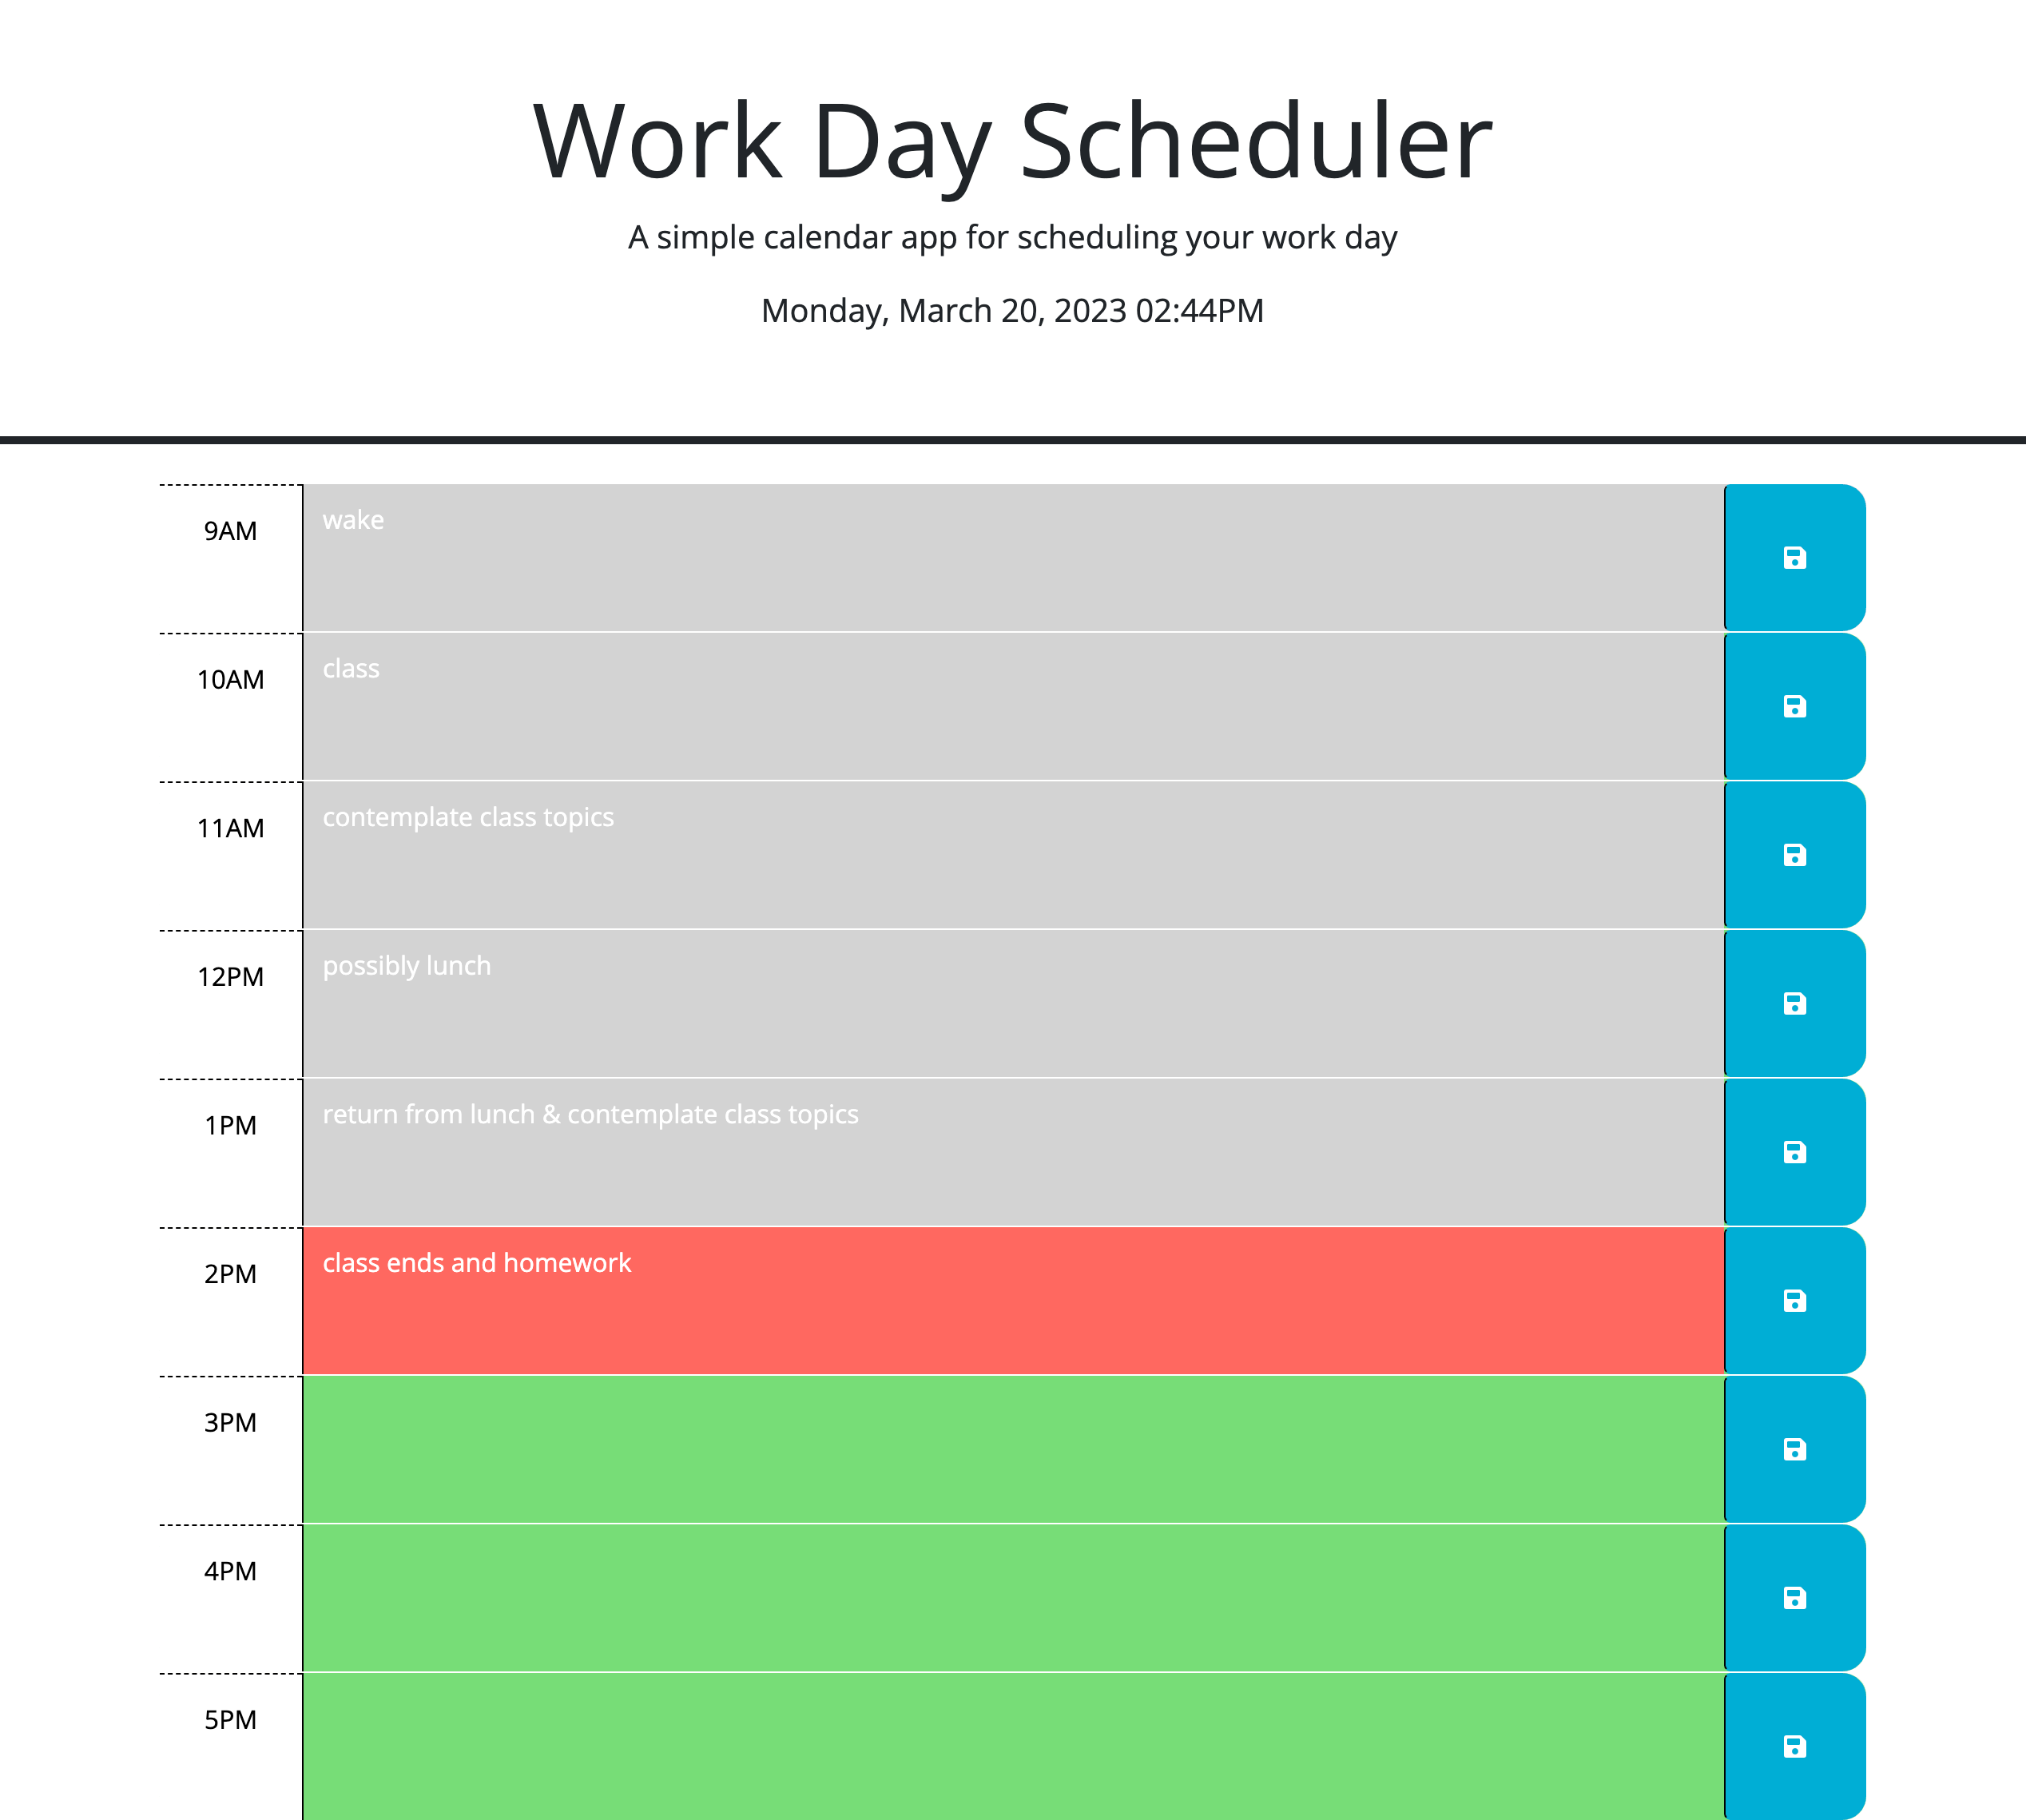 Work Day Scheduler
A simple calendar app for scheduling your work day
Monday, March 20, 2023 02:44PM
9AM wake
10AM class
11AM contemplate class topics
12PM possibly lunch
1PM return from lunch & contemplate class topics
2PM class ends and homework
3PM
4PM
5PM